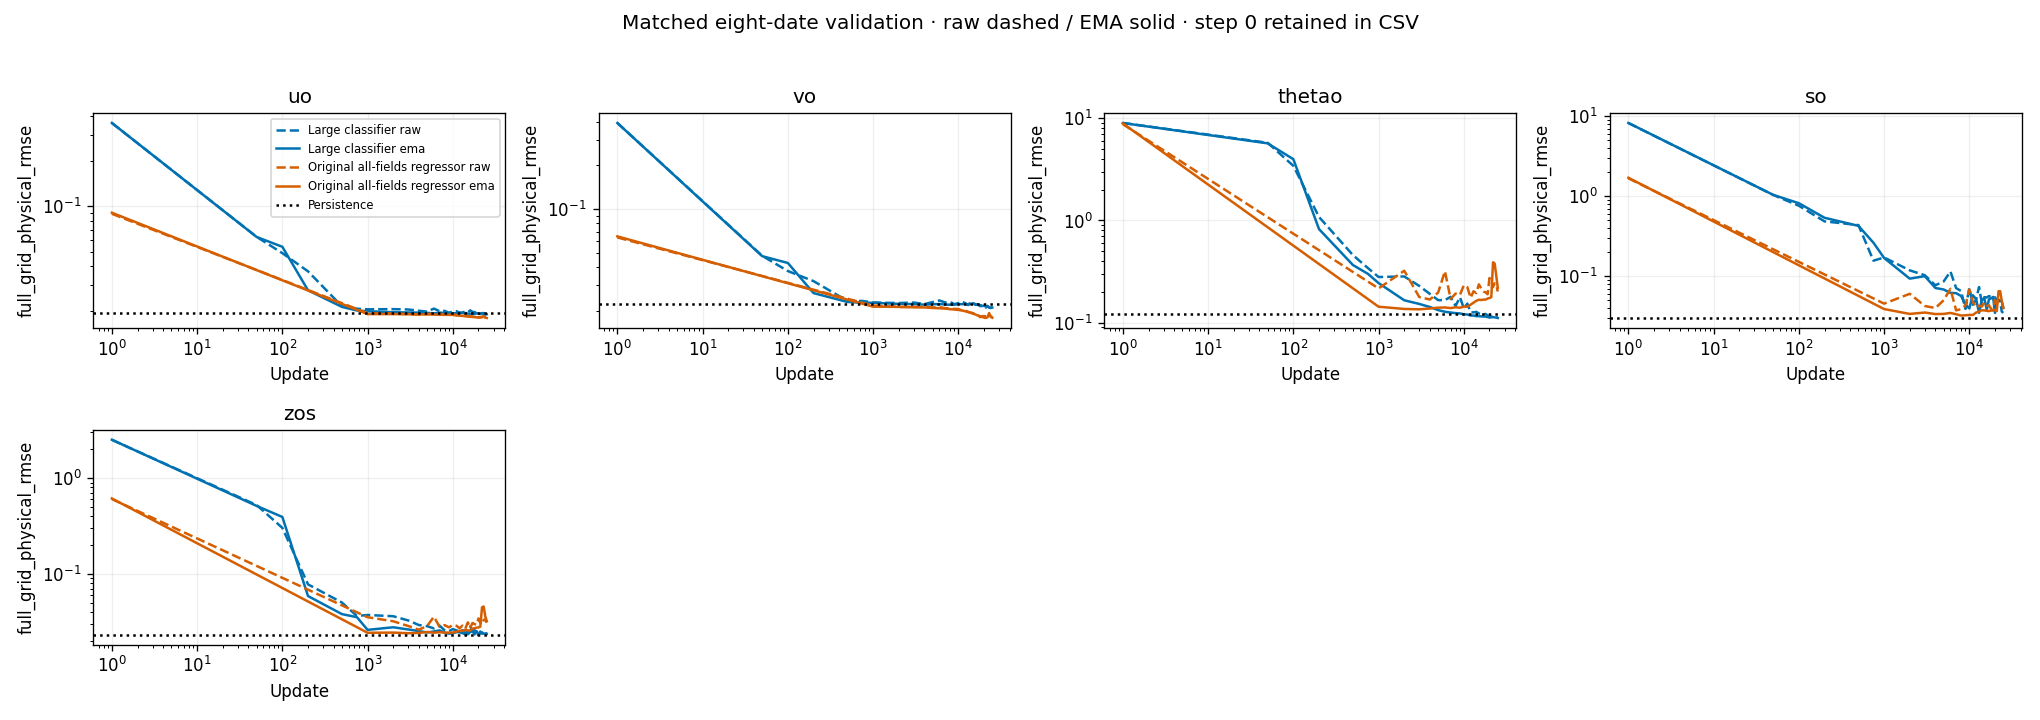 Matched eight-date validation · raw dashed / EMA solid · step 0 retained in CSV
uo
full_grid_physical_rmse
10⁻¹
Large classifier raw
Large classifier ema
Original all-fields regressor raw
Original all-fields regressor ema
Persistence
10⁰ 10¹ 10² 10³ 10⁴
Update
vo
full_grid_physical_rmse
10⁻¹
10⁰ 10¹ 10² 10³ 10⁴
Update
thetao
full_grid_physical_rmse
10¹
10⁰
10⁻¹
10⁰ 10¹ 10² 10³ 10⁴
Update
so
full_grid_physical_rmse
10¹
10⁰
10⁻¹
10⁰ 10¹ 10² 10³ 10⁴
Update
zos
full_grid_physical_rmse
10⁰
10⁻¹
10⁰ 10¹ 10² 10³ 10⁴
Update